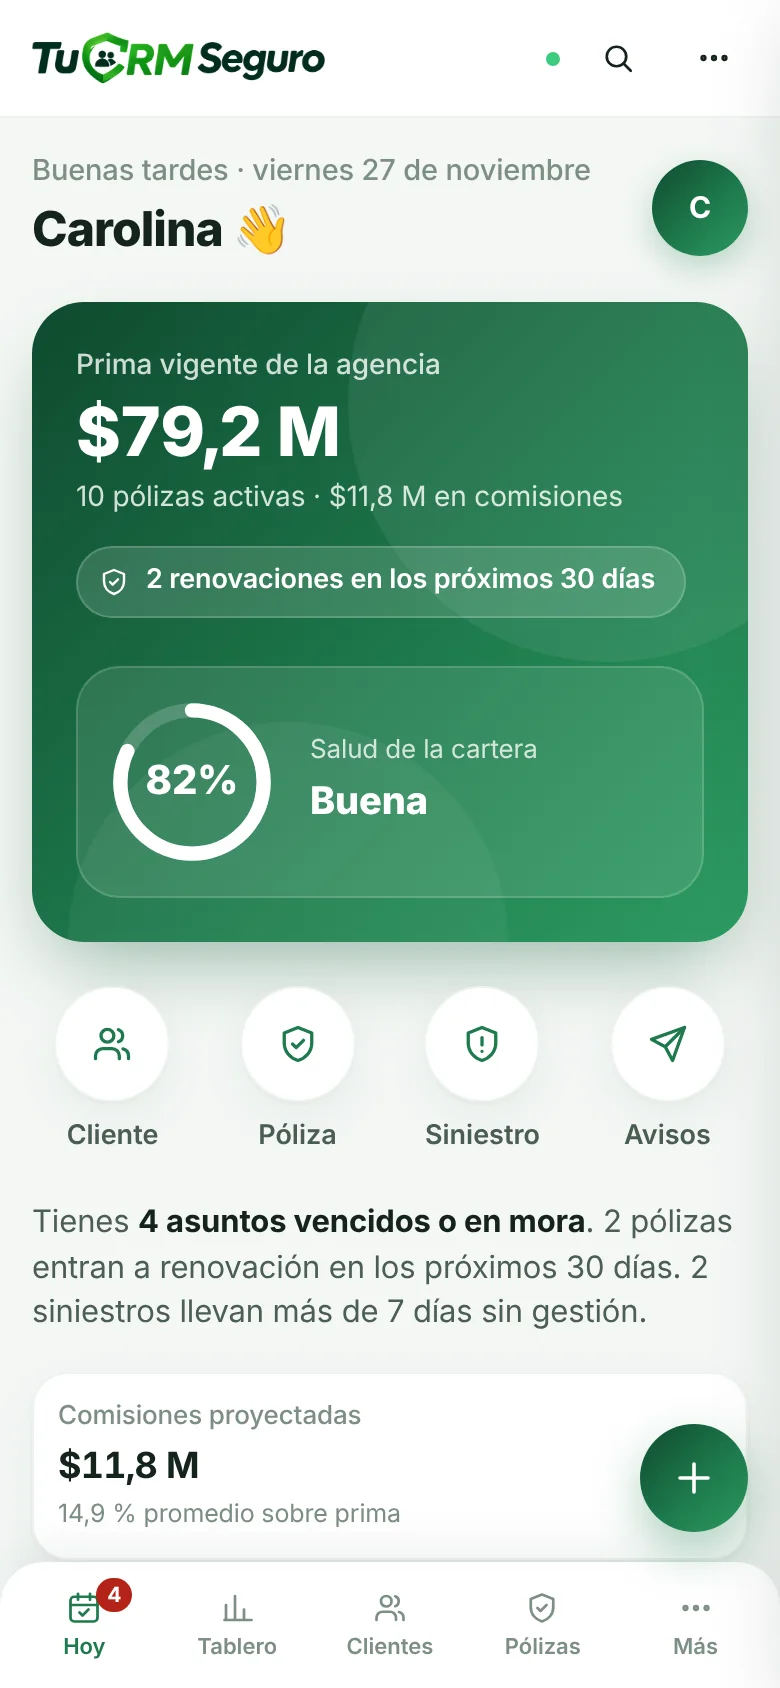 TuCRM Seguro
Buenas tardes · viernes 27 de noviembre
Carolina 👋
C
Prima vigente de la agencia
$79,2 M
10 pólizas activas · $11,8 M en comisiones
2 renovaciones en los próximos 30 días
82%
Salud de la cartera
Buena
Cliente
Póliza
Siniestro
Avisos
Tienes 4 asuntos vencidos o en mora. 2 pólizas
entran a renovación en los próximos 30 días. 2
siniestros llevan más de 7 días sin gestión.
Comisiones proyectadas
$11,8 M
14,9 % promedio sobre prima
4
Hoy
Tablero
Clientes
Pólizas
Más